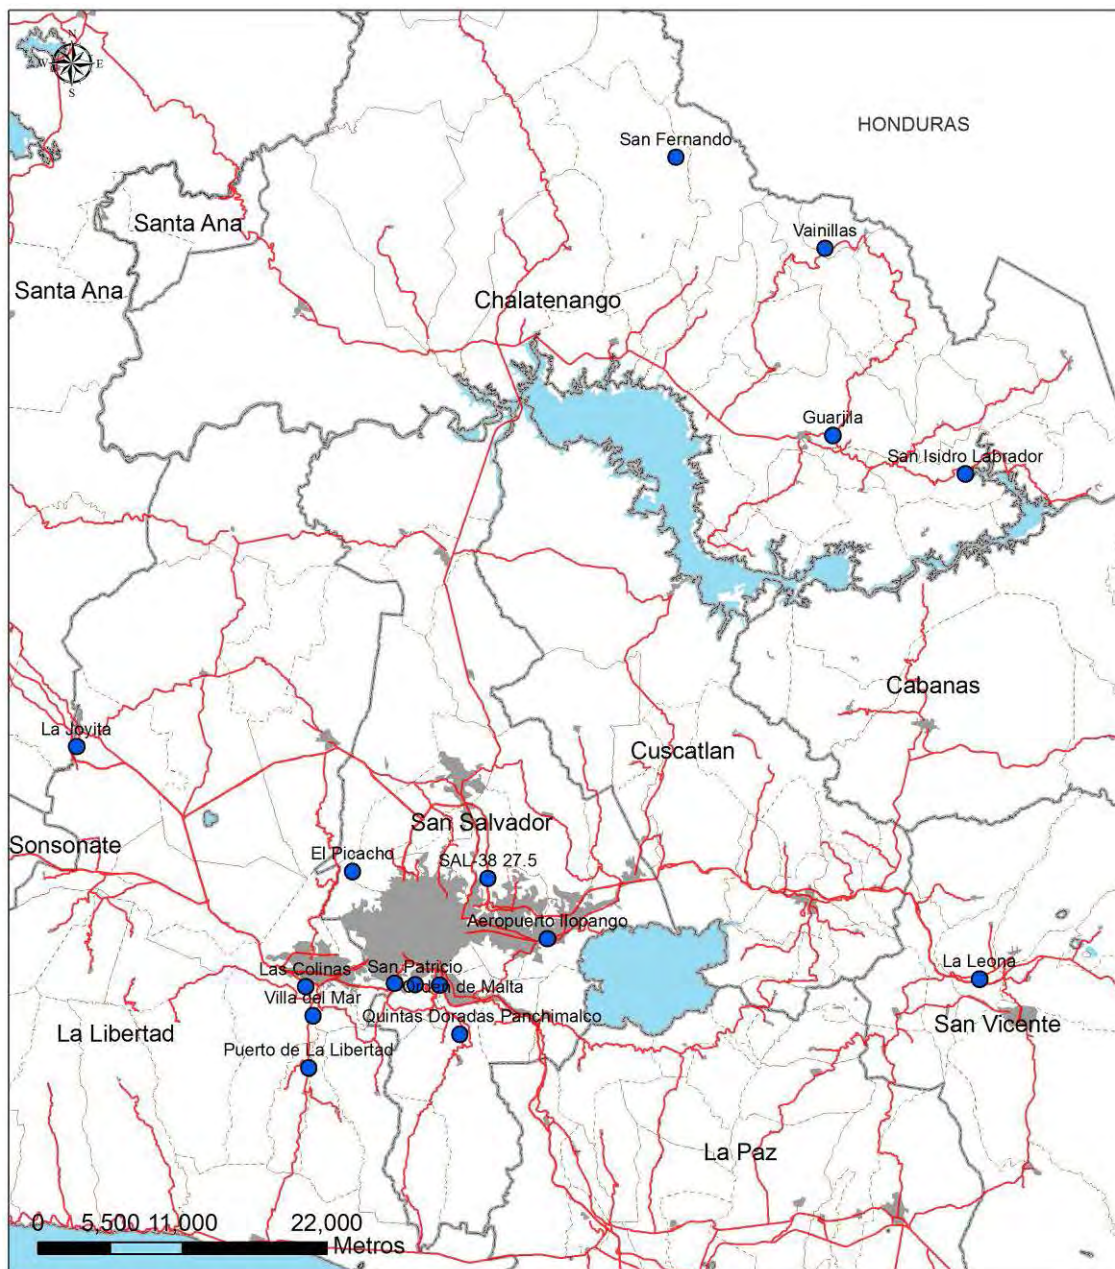 N
W E
S
HONDURAS
San Fernando
Santa Ana
Vainillas
Santa Ana
Chalatenango
Guarjila
San Isidro Labrador
Cabanas
La Joyita
Cuscatlan
San Salvador
Sonsonate
El Picacho
SAL-38 27.5
Aeropuerto Ilopango
La Leona
Las Colinas
San Patricio
Orden de Malta
Villa del Mar
Quintas Doradas Panchimalco
San Vicente
La Libertad
Puerto de La Libertad
La Paz
0 5,500 11,000 22,000
Metros